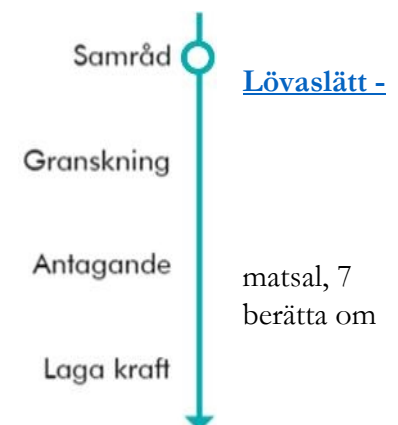 Samråd
Lövaslätt -
Granskning
Antagande
matsal, 7
berätta om
Laga kraft